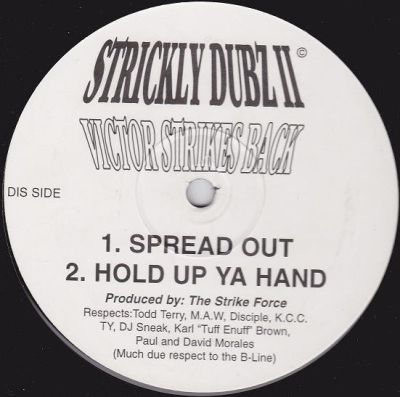 STRICKLY DUBZ II ©
VICTOR STRIKES BACK
DIS SIDE
1. SPREAD OUT
2. HOLD UP YA HAND
Produced by: The Strike Force
Respects:Todd Terry, M.A.W, Disciple, K.C.C.
TY, DJ Sneak, Karl "Tuff Enuff" Brown,
Paul and David Morales
(Much due respect to the B-Line)